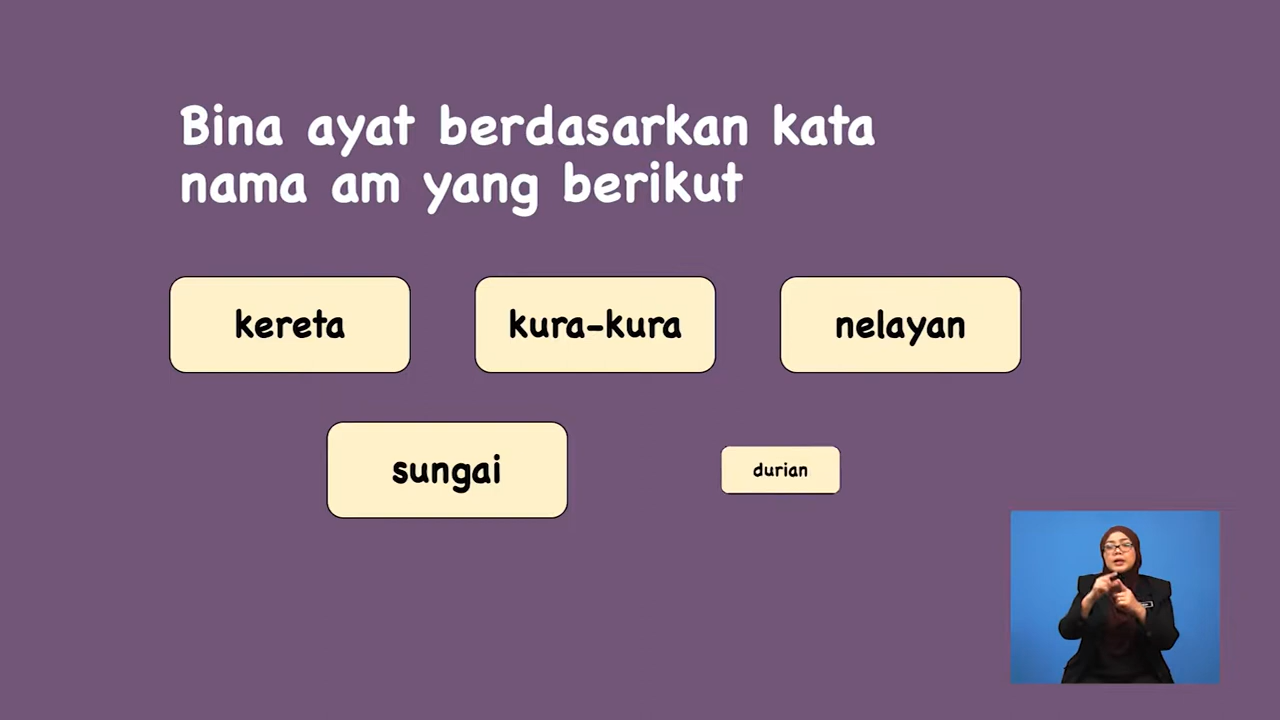 Bina ayat berdasarkan kata
nama am yang berikut
kereta
kura-kura
nelayan
sungai
durian